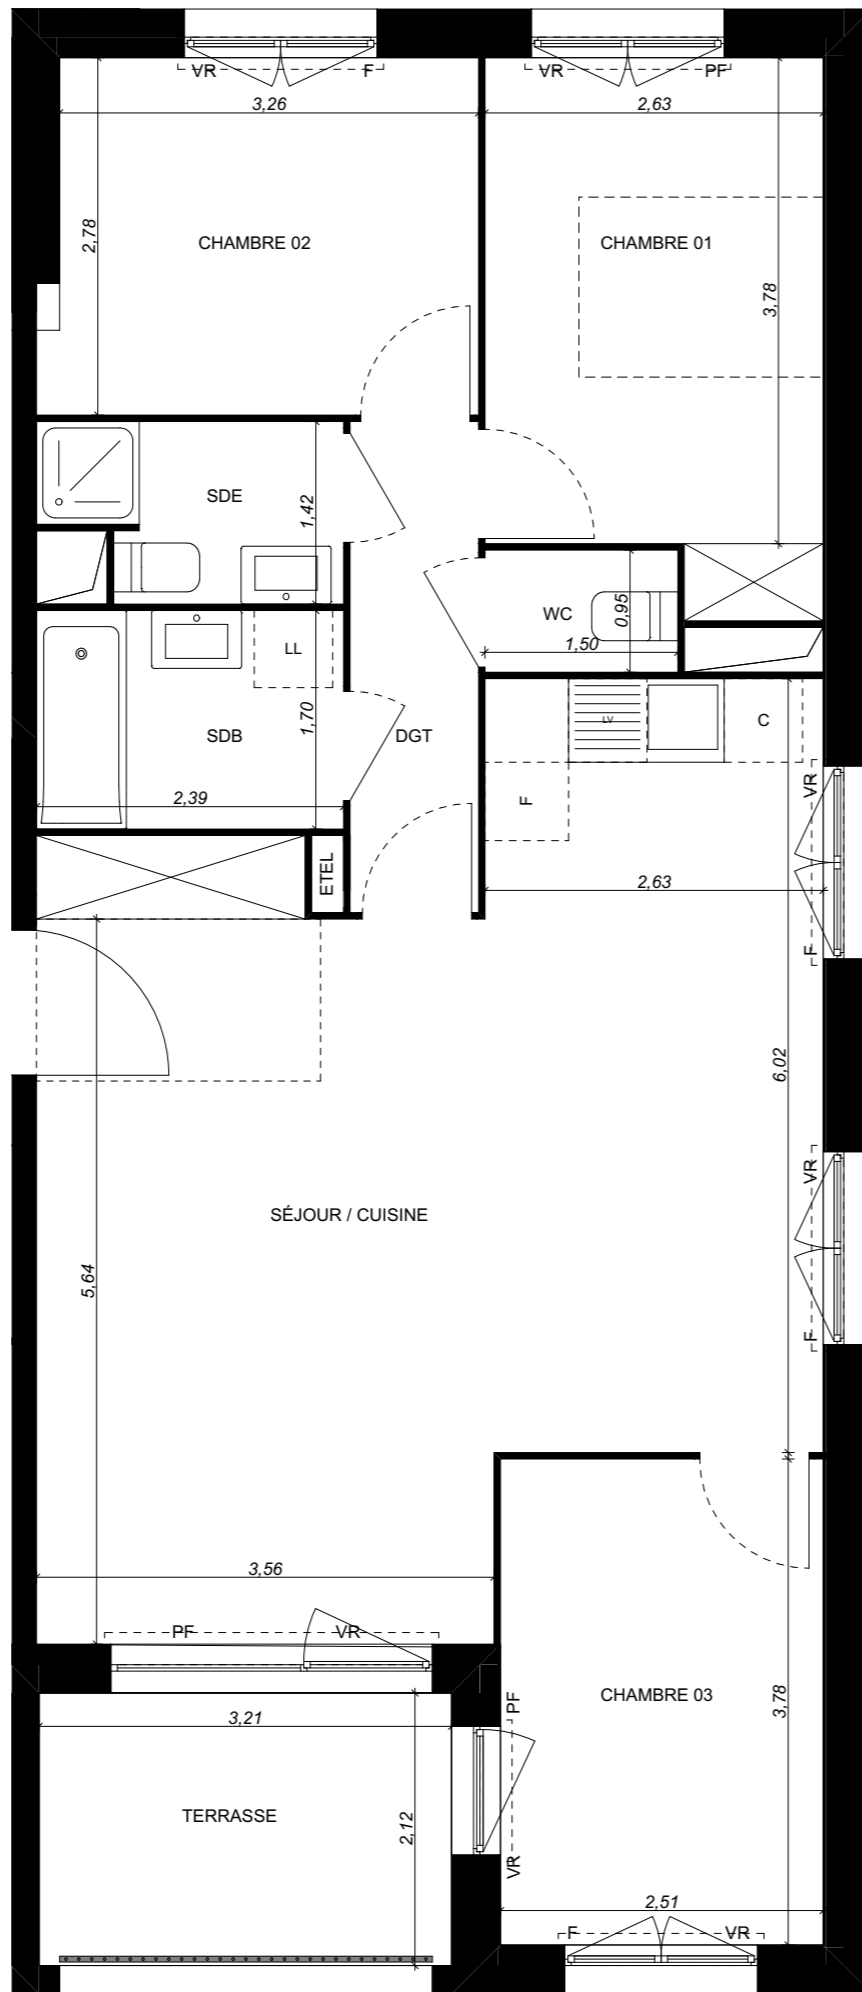 VR F
VR PF
3,26
2,63
2,78
CHAMBRE 02
CHAMBRE 01
3,78
SDE
1,42
WC
0,95
1,50
LL
SDB
1,70
DGT
LV
C
F
VR
2,39
ETEL
2,63
F
6,02
VR
SÉJOUR / CUISINE
5,64
F
3,56
PF VR
CHAMBRE 03
3,78
PF
3,21
TERRASSE
2,12
VR
2,51
F VR